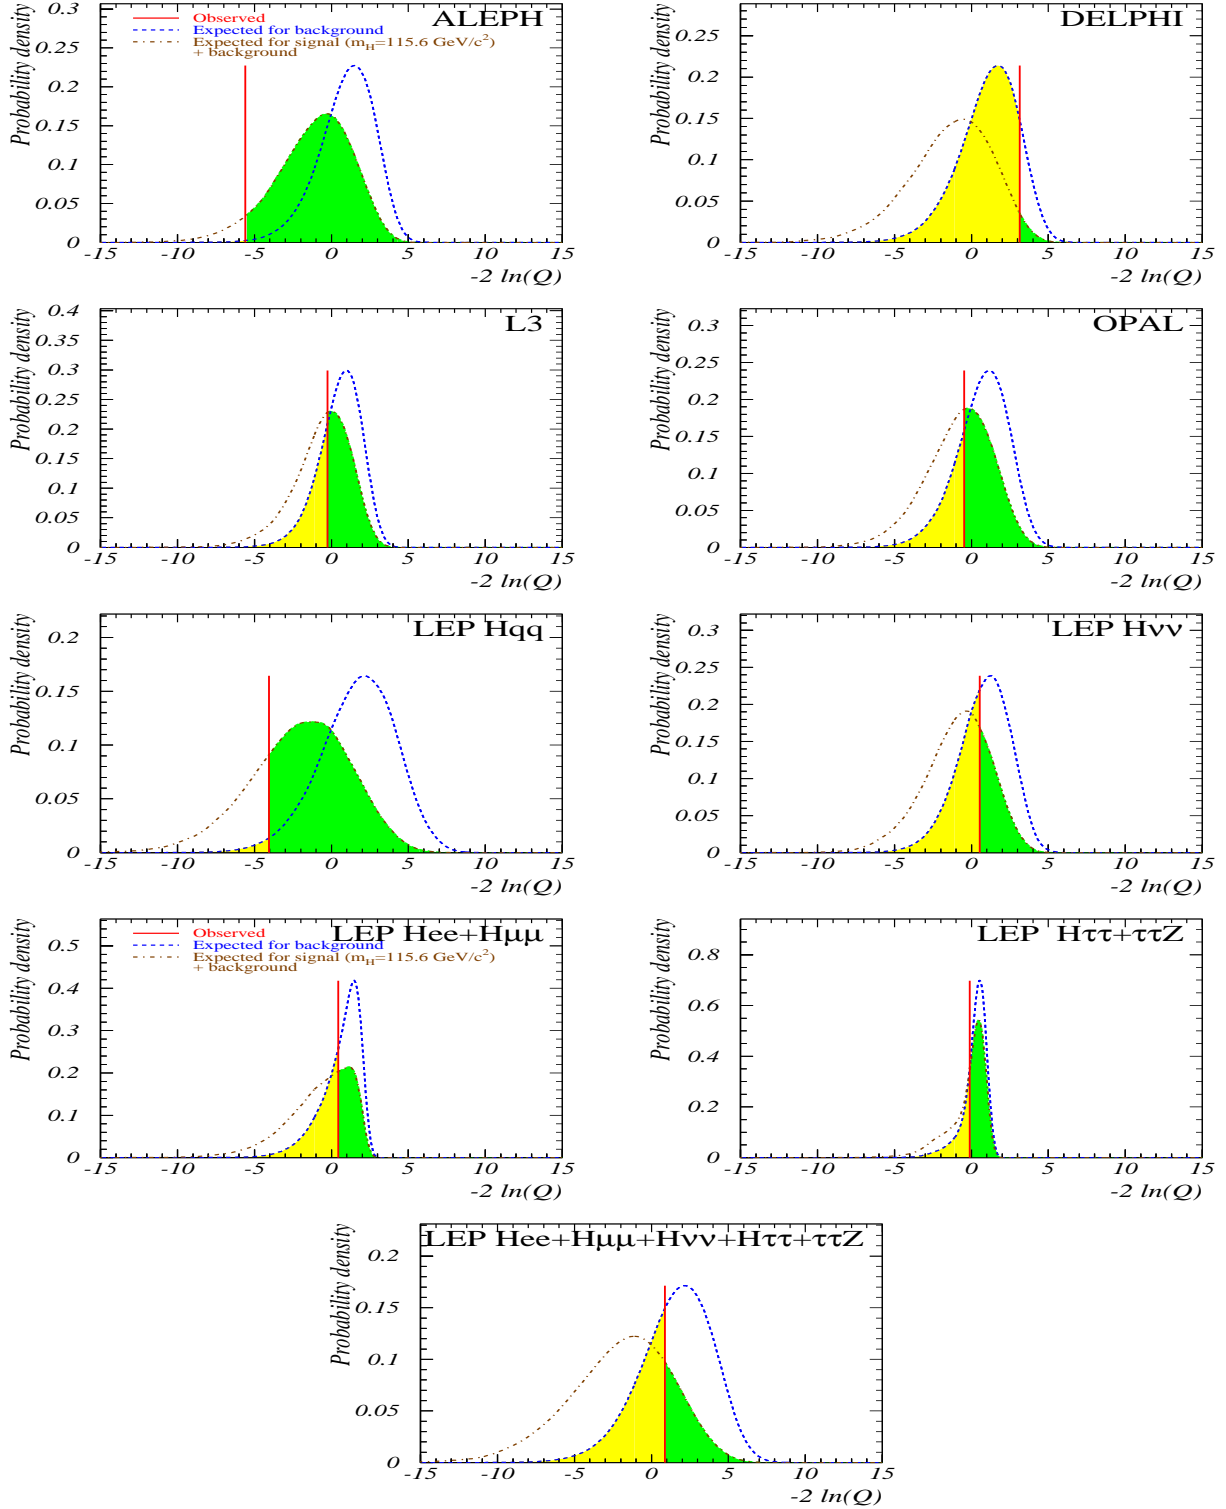 ALEPH
Observed
Expected for background
Expected for signal (m_H=115.6 GeV/c²)
+ background
Probability density
0.3
0.25
0.2
0.15
0.1
0.05
0
-15 -10 -5 0 5 10 15
-2 ln(Q)
DELPHI
Probability density
0.25
0.2
0.15
0.1
0.05
0
-15 -10 -5 0 5 10 15
-2 ln(Q)
L3
Probability density
0.4
0.35
0.3
0.25
0.2
0.15
0.1
0.05
0
-15 -10 -5 0 5 10 15
-2 ln(Q)
OPAL
Probability density
0.3
0.25
0.2
0.15
0.1
0.05
0
-15 -10 -5 0 5 10 15
-2 ln(Q)
LEP Hqq
Probability density
0.2
0.15
0.1
0.05
0
-15 -10 -5 0 5 10 15
-2 ln(Q)
LEP Hνν
Probability density
0.3
0.25
0.2
0.15
0.1
0.05
0
-15 -10 -5 0 5 10 15
-2 ln(Q)
LEP Hee+Hμμ
Observed
Expected for background
Expected for signal (m_H=115.6 GeV/c²)
+ background
Probability density
0.5
0.4
0.3
0.2
0.1
0
-15 -10 -5 0 5 10 15
-2 ln(Q)
LEP Hττ+ττZ
Probability density
0.8
0.6
0.4
0.2
0
-15 -10 -5 0 5 10 15
-2 ln(Q)
LEP Hee+Hμμ+Hνν+Hττ+ττZ
Probability density
0.2
0.15
0.1
0.05
0
-15 -10 -5 0 5 10 15
-2 ln(Q)